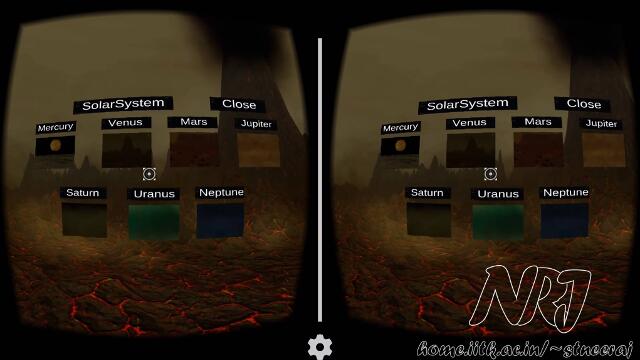 SolarSystem Close
Mercury Venus Mars Jupiter
Saturn Uranus Neptune
SolarSystem Close
Mercury Venus Mars Jupiter
Saturn Uranus Neptune
NRJ
home.iitk.ac.in/~stneeraj